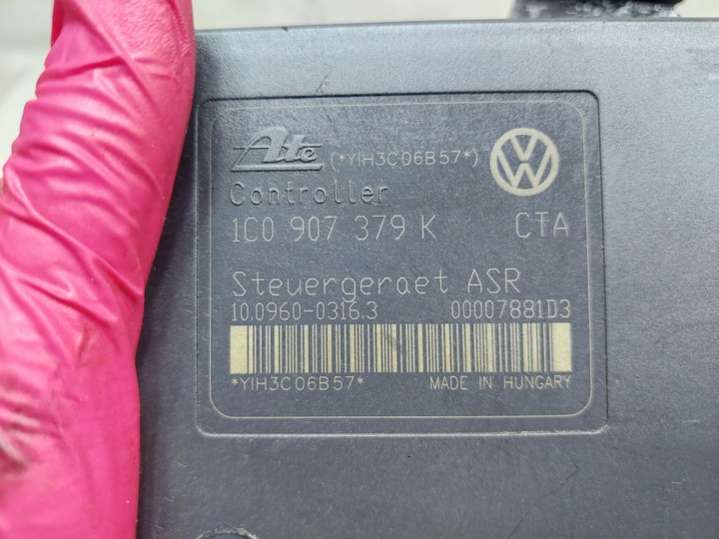 Ate (*YIH3C06B57*)
Controller
1C0 907 379 K CTA
Steuergeraet ASR
10.0960-0316.3 00007881D3
*YIH3C06B57* MADE IN HUNGARY